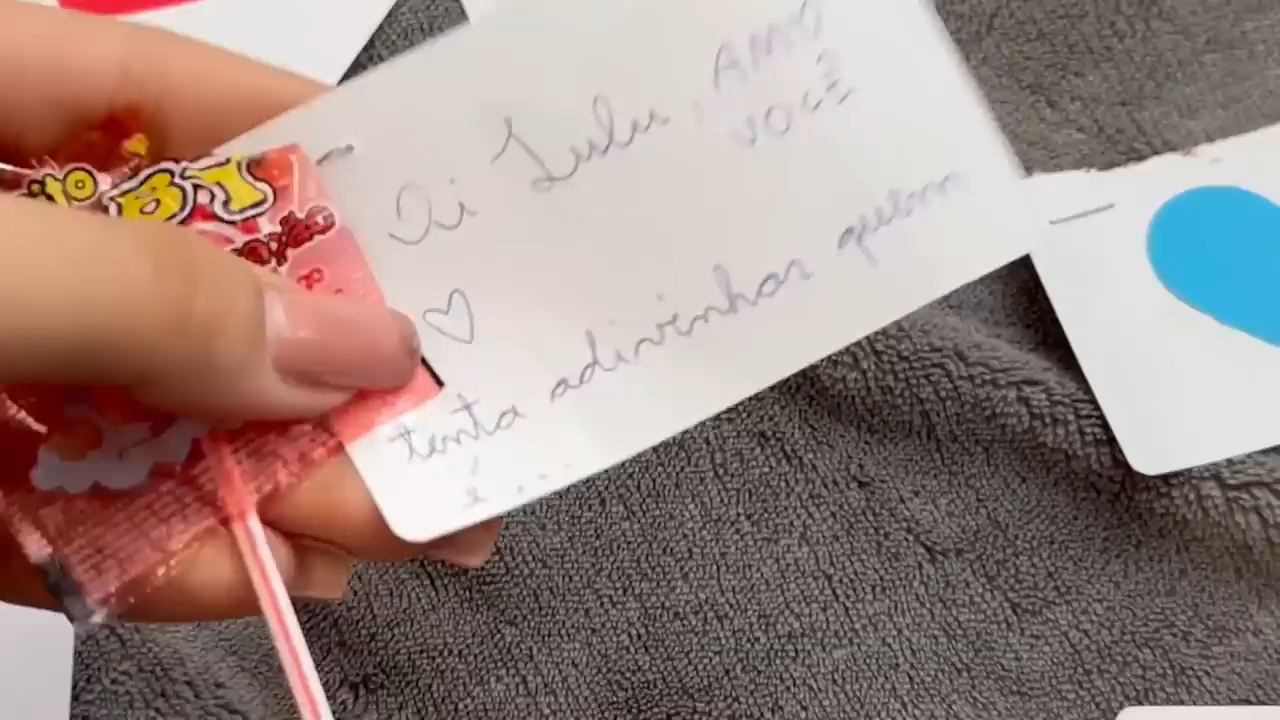 Oi Lulu, AMO
VOCÊ
tenta adivinhar quem
é ...